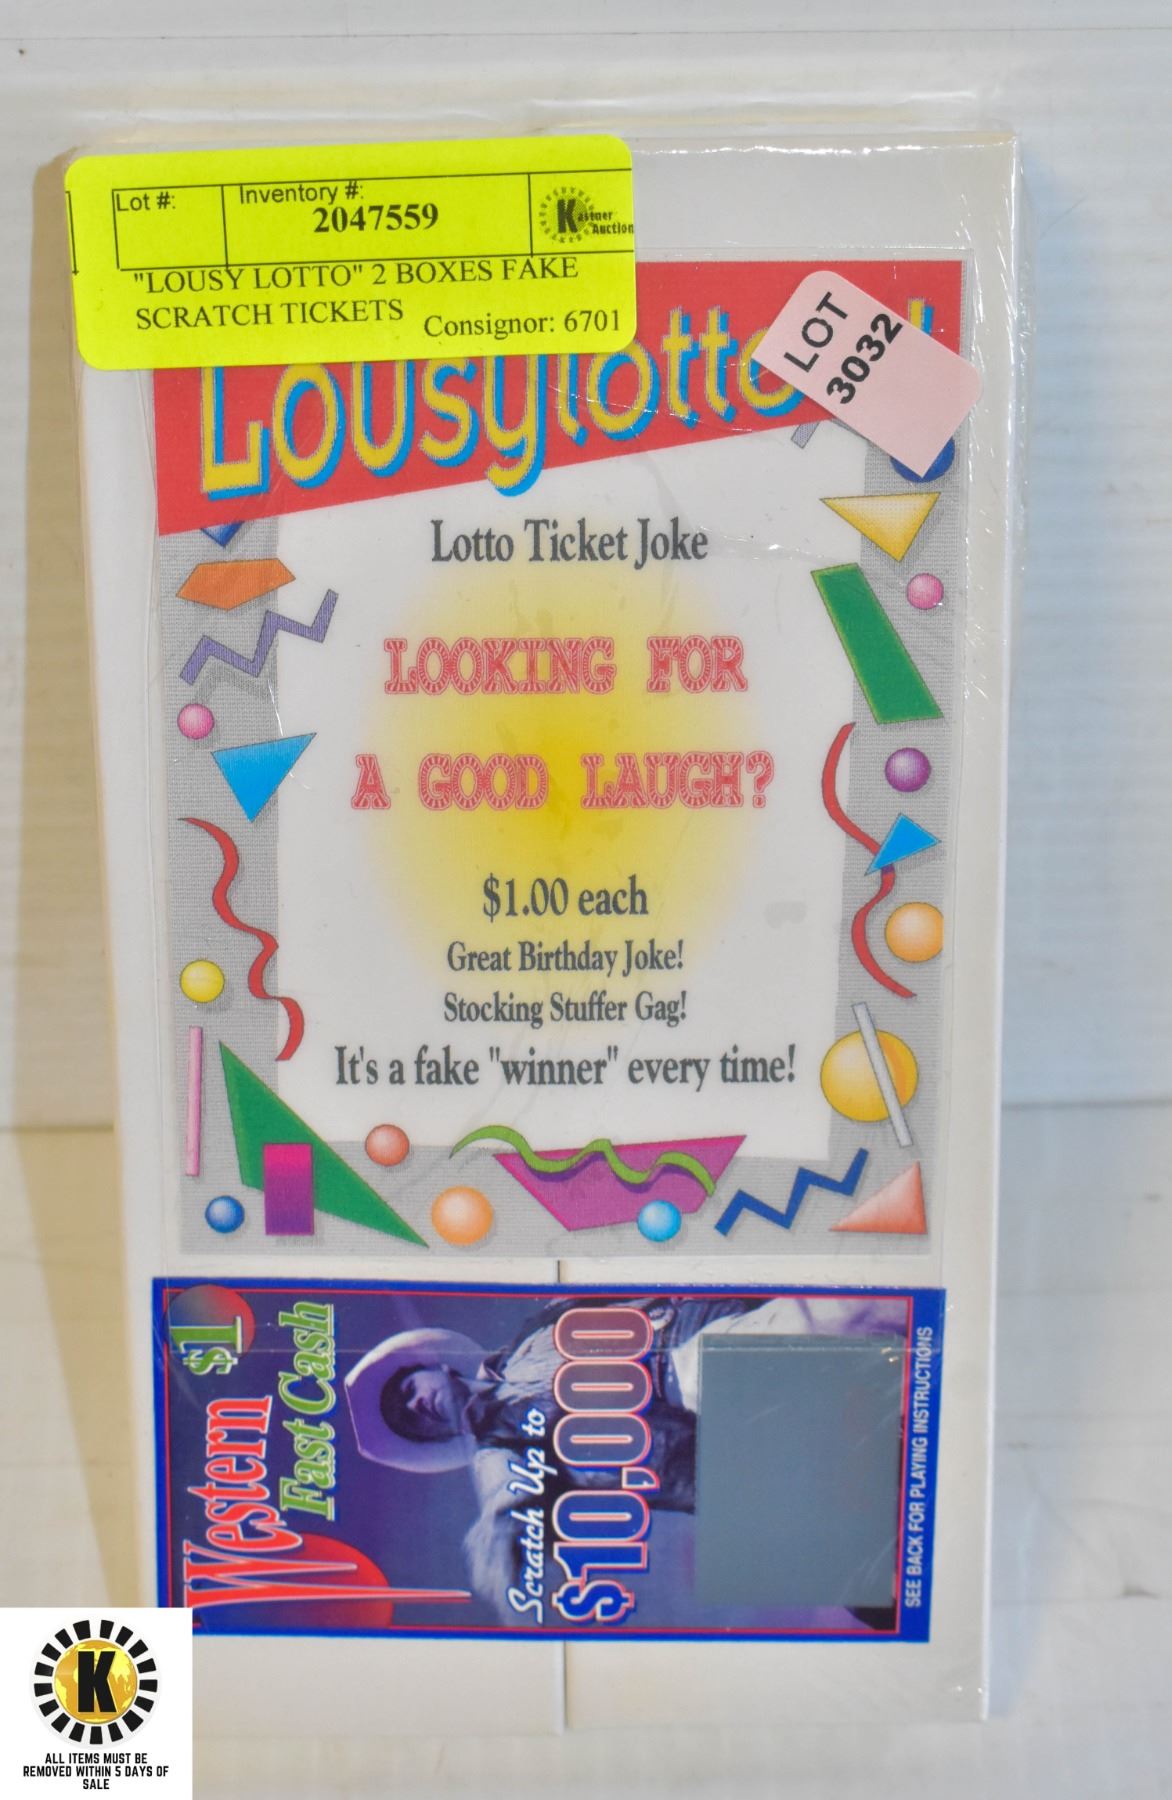 Lot #:
Inventory #:
2047559
Kastner
Auction
"LOUSY LOTTO" 2 BOXES FAKE
SCRATCH TICKETS
Consignor: 6701
LOT
3032
Lousylotto
Lotto Ticket Joke
LOOKING FOR
A GOOD LAUGH?
$1.00 each
Great Birthday Joke!
Stocking Stuffer Gag!
It's a fake "winner" every time!
$1
Western
Fast Cash
Scratch Up to
$10,000
SEE BACK FOR PLAYING INSTRUCTIONS
K
ALL ITEMS MUST BE
REMOVED WITHIN 5 DAYS OF
SALE